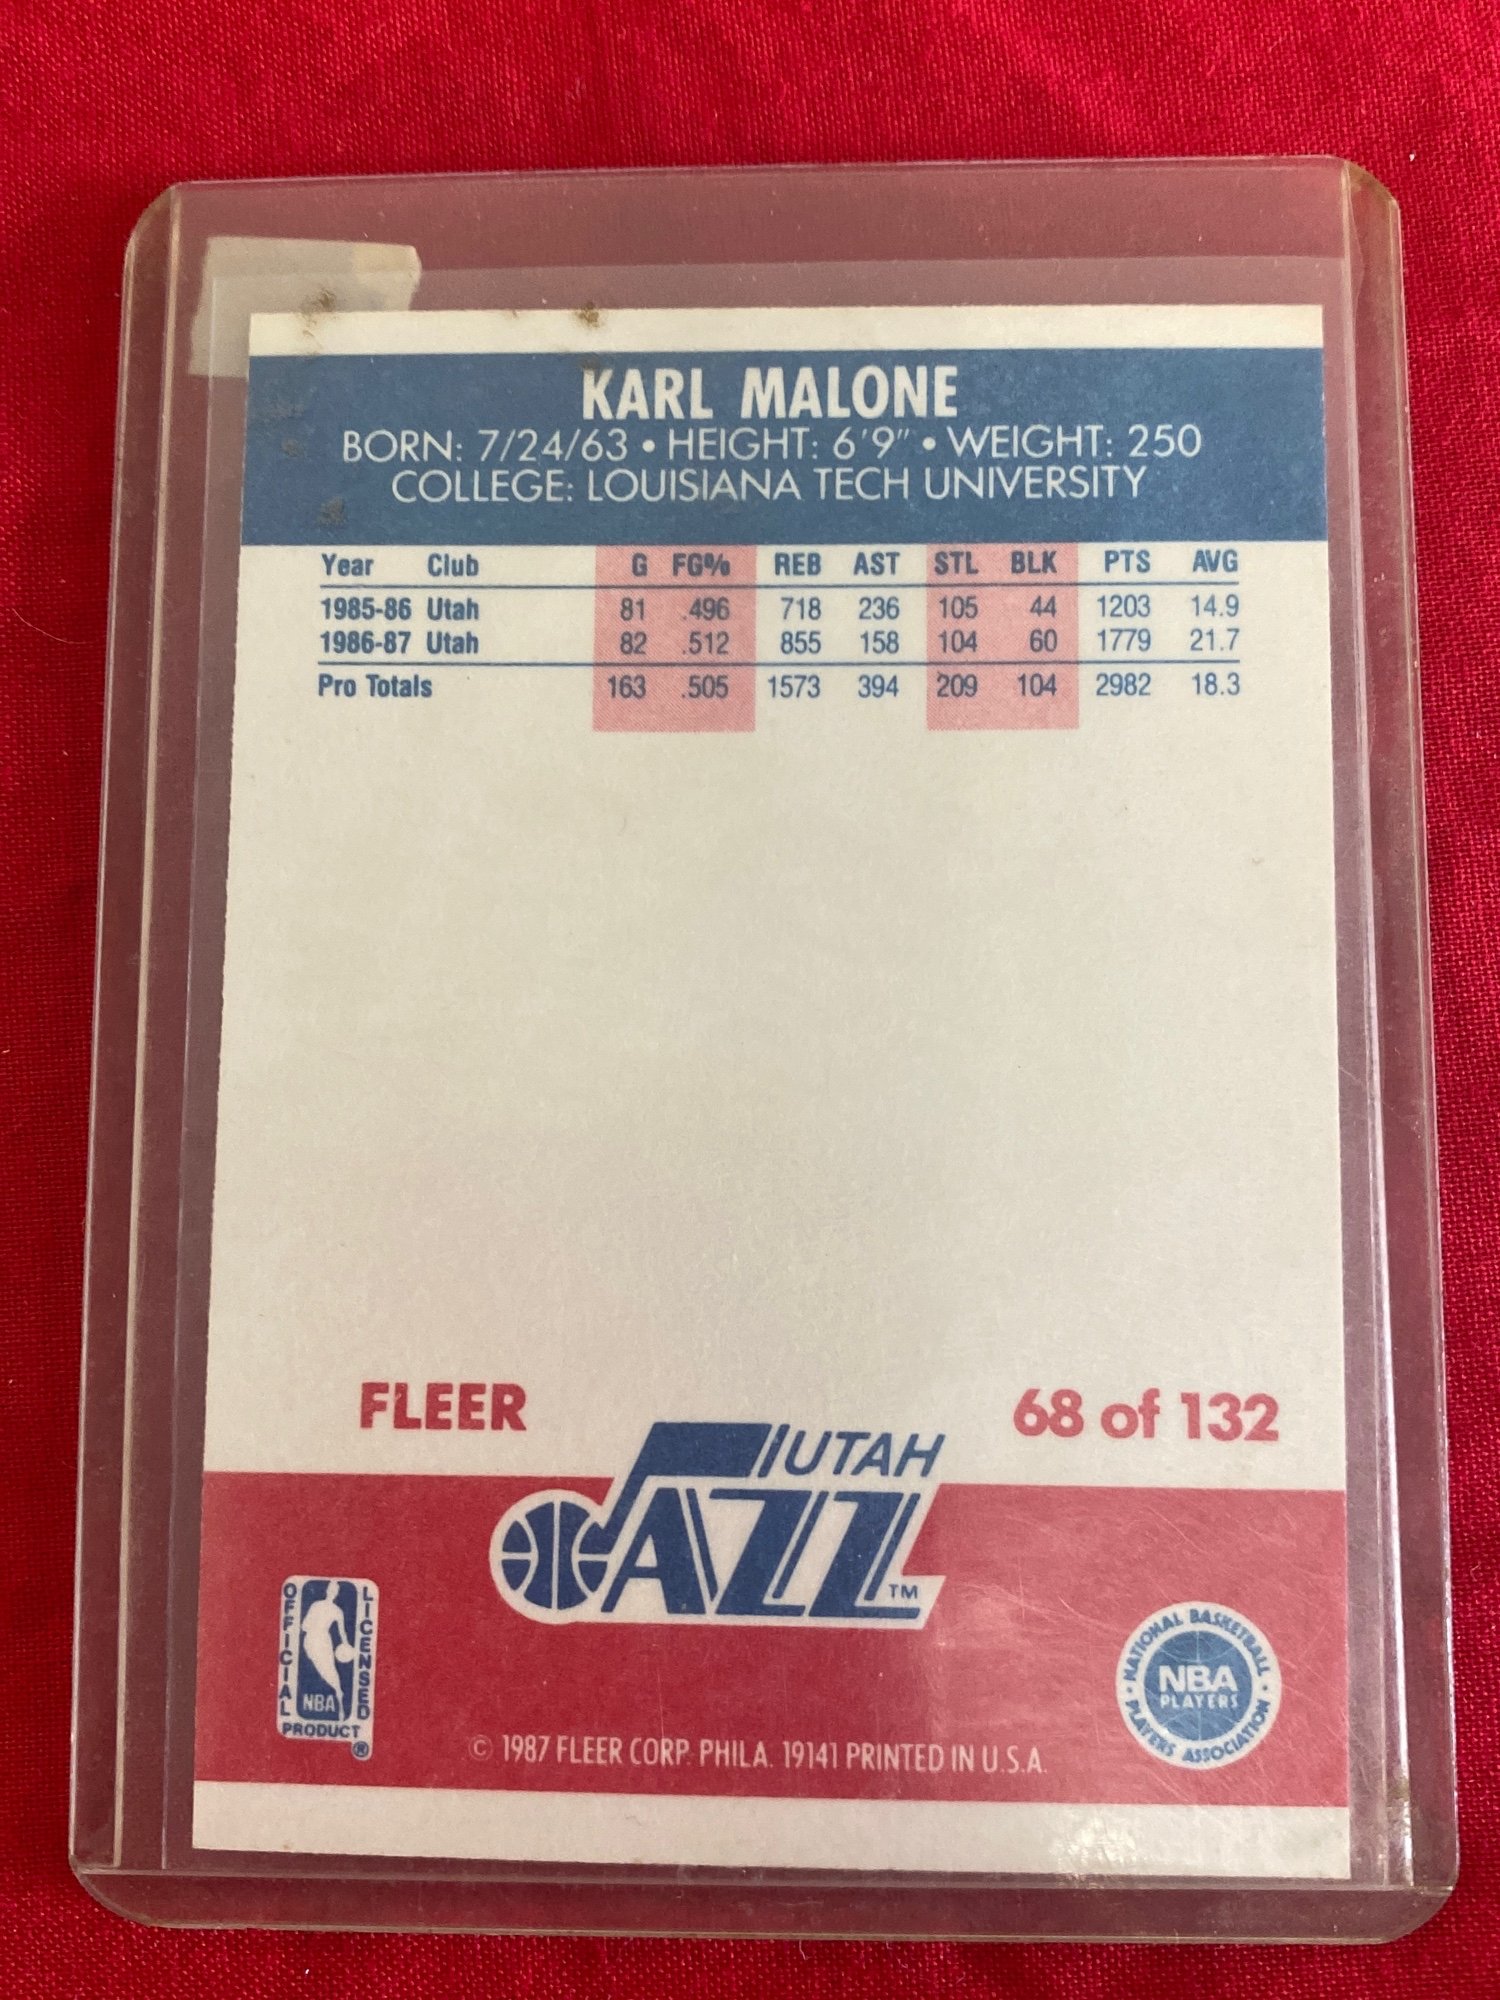 KARL MALONE
BORN: 7/24/63 • HEIGHT: 6'9" • WEIGHT: 250
COLLEGE: LOUISIANA TECH UNIVERSITY
Year Club G FG% REB AST STL BLK PTS AVG
1985-86 Utah 81 .496 718 236 105 44 1203 14.9
1986-87 Utah 82 .512 855 158 104 60 1779 21.7
Pro Totals 163 .505 1573 394 209 104 2982 18.3
FLEER
68 of 132
UTAH
JAZZ™
OFFICIAL
LICENSED
NBA
PRODUCT
®
NATIONAL BASKETBALL
NBA
PLAYERS
PLAYERS ASSOCIATION
© 1987 FLEER CORP. PHILA. 19141 PRINTED IN U.S.A.